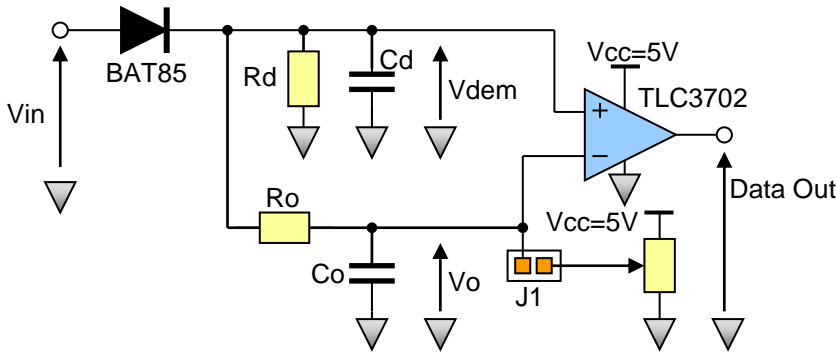 BAT85
Vin
Rd
Cd
Vdem
Vcc=5V
TLC3702
+
−
Data Out
Ro
Co
Vo
J1
Vcc=5V